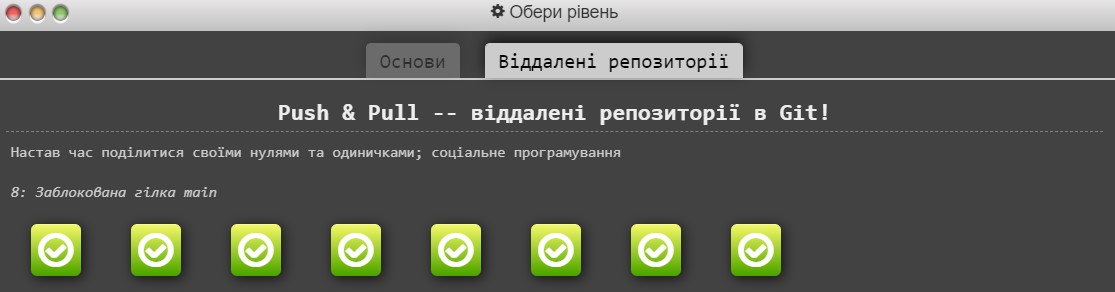 Обери рівень
Основи
Віддалені репозиторії
Push & Pull -- віддалені репозиторії в Git!
Настав час поділитися своїми нулями та одиничками; соціальне програмування
8: Заблокована гілка main